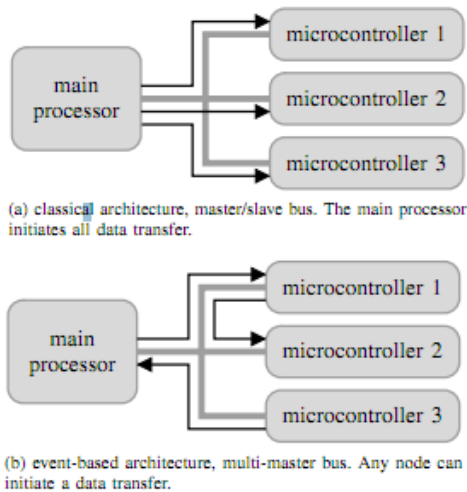 main
processor
microcontroller 1
microcontroller 2
microcontroller 3
(a) classical architecture, master/slave bus. The main processor
initiates all data transfer.
main
processor
microcontroller 1
microcontroller 2
microcontroller 3
(b) event-based architecture, multi-master bus. Any node can
initiate a data transfer.